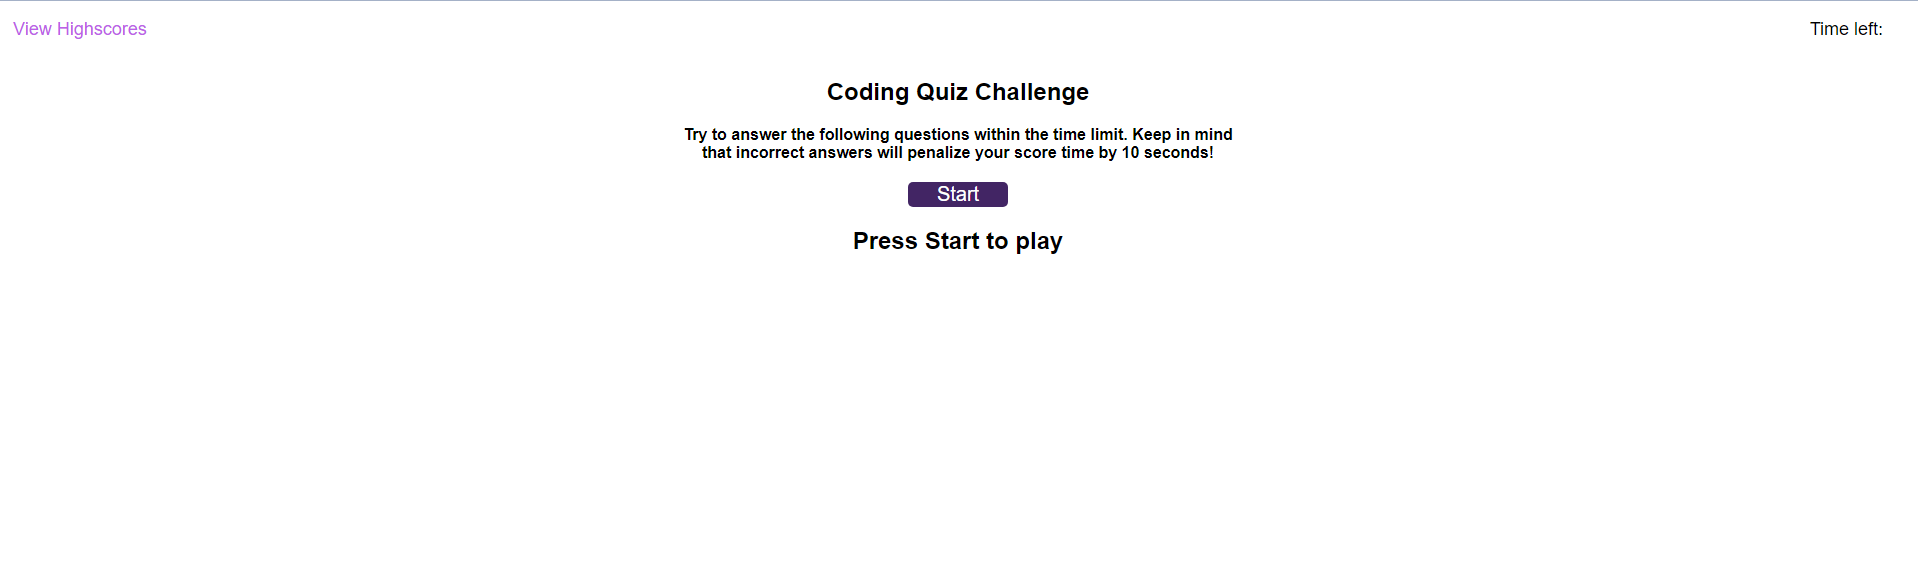 View Highscores
Time left:
Coding Quiz Challenge
Try to answer the following questions within the time limit. Keep in mind
that incorrect answers will penalize your score time by 10 seconds!
Start
Press Start to play